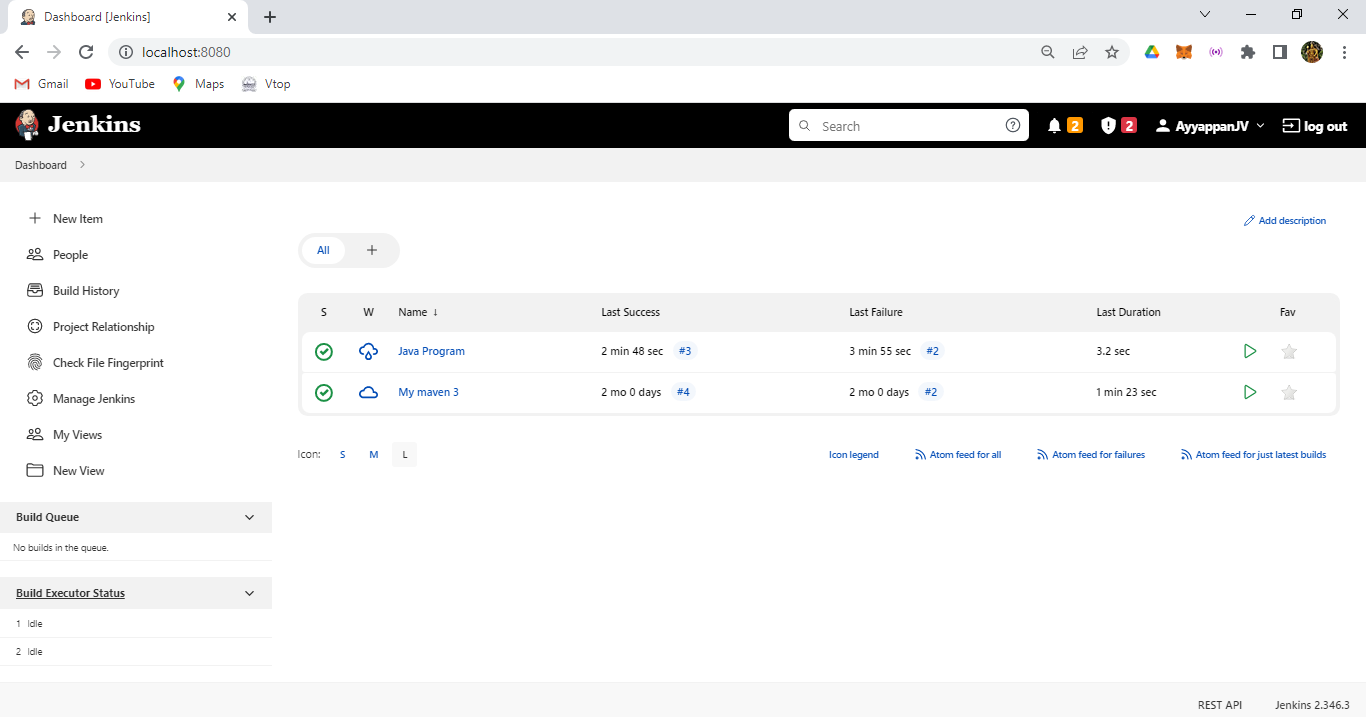 Dashboard [Jenkins]
localhost:8080
Gmail YouTube Maps Vtop
Jenkins Search 2 2 AyyappanJV log out
Dashboard
New Item
People
Build History
Project Relationship
Check File Fingerprint
Manage Jenkins
My Views
New View
Build Queue
No builds in the queue.
Build Executor Status
1 Idle
2 Idle
Add description
All +
S W Name ↓ Last Success Last Failure Last Duration Fav
Java Program 2 min 48 sec #3 3 min 55 sec #2 3.2 sec
My maven 3 2 mo 0 days #4 2 mo 0 days #2 1 min 23 sec
Icon: S M L Icon legend Atom feed for all Atom feed for failures Atom feed for just latest builds
REST API Jenkins 2.346.3